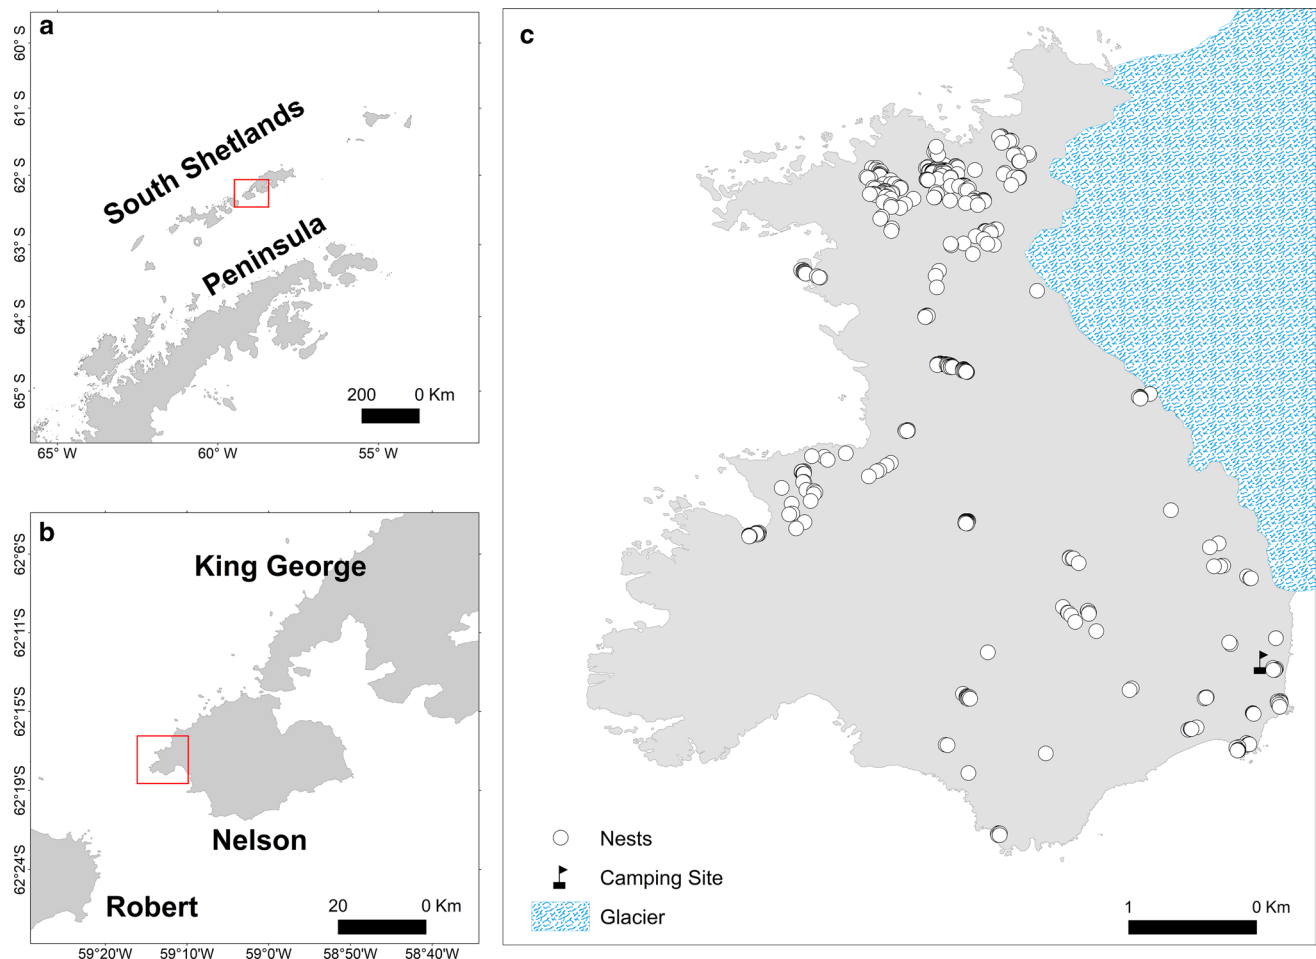 a
60° S
61° S
62° S
63° S
64° S
65° S
South Shetlands
Peninsula
200 0 Km
65° W 60° W 55° W
b
62°6'S
62°11'S
62°15'S
62°19'S
62°24'S
King George
Nelson
Robert
20 0 Km
59°20'W 59°10'W 59°0'W 58°50'W 58°40'W
c
Nests
Camping Site
Glacier
1 0 Km